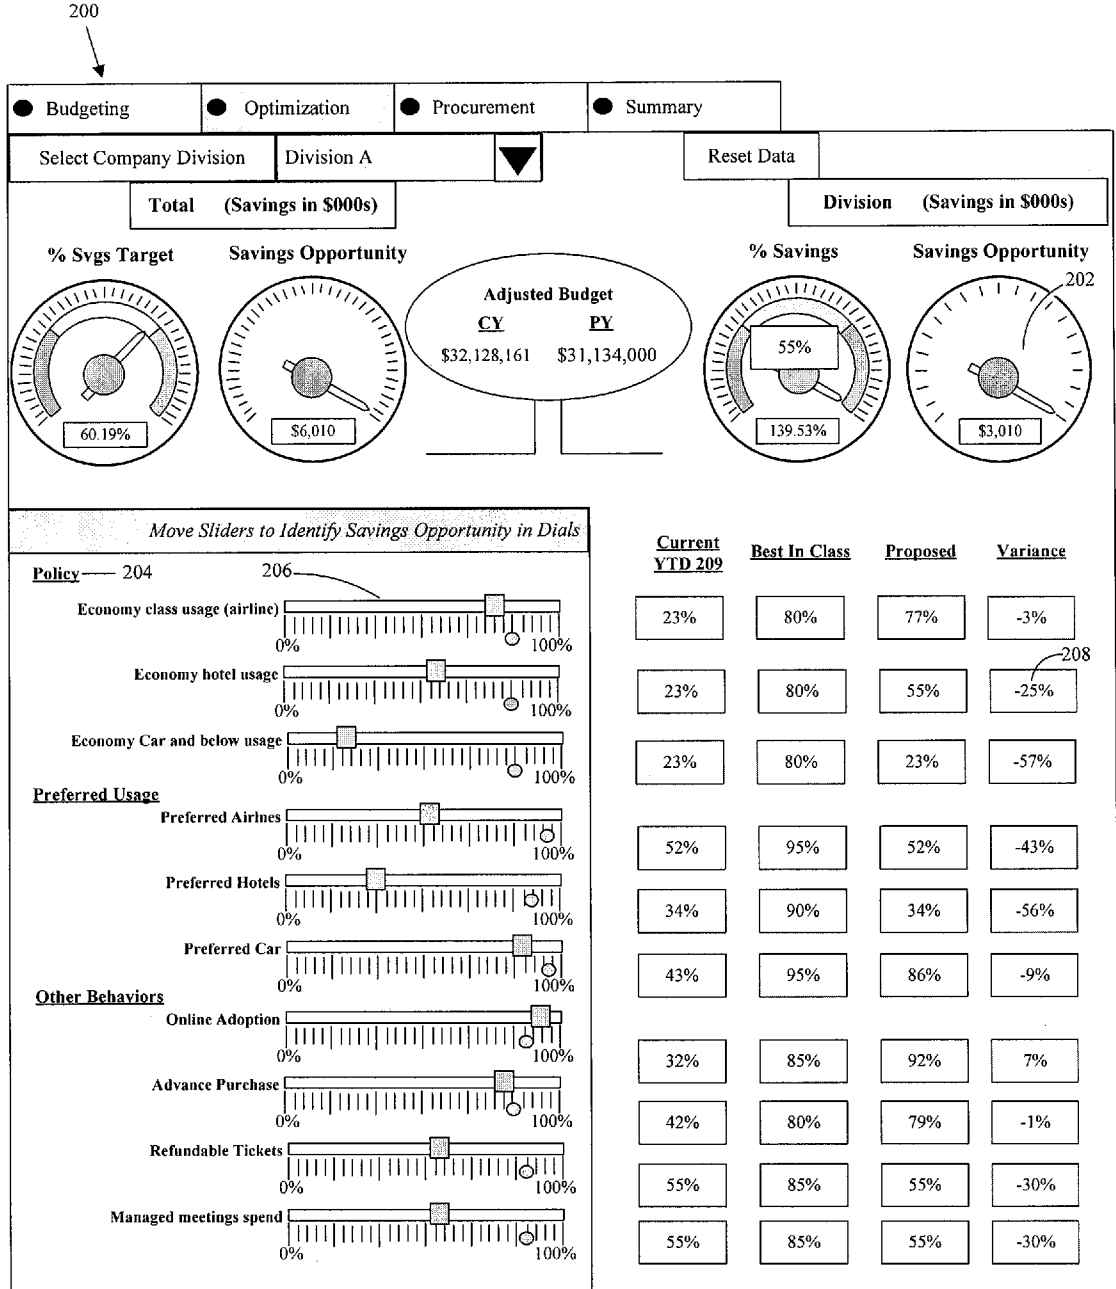 200
Budgeting Optimization Procurement Summary
Select Company Division Division A Reset Data
Total (Savings in $000s) Division (Savings in $000s)
% Svgs Target Savings Opportunity % Savings Savings Opportunity
202
Adjusted Budget
CY PY
$32,128,161 $31,134,000
55%
60.19% $6,010 139.53% $3,010
Move Sliders to Identify Savings Opportunity in Dials
Current YTD 209 Best In Class Proposed Variance
Policy 204 206
Economy class usage (airline) 23% 80% 77% -3%
0% 100%
208
Economy hotel usage 23% 80% 55% -25%
0% 100%
Economy Car and below usage 23% 80% 23% -57%
0% 100%
Preferred Usage
Preferred Airlnes 52% 95% 52% -43%
0% 100%
Preferred Hotels 34% 90% 34% -56%
0% 100%
Preferred Car 43% 95% 86% -9%
0% 100%
Other Behaviors
Online Adoption 32% 85% 92% 7%
0% 100%
Advance Purchase 42% 80% 79% -1%
0% 100%
Refundable Tickets 55% 85% 55% -30%
0% 100%
Managed meetings spend 55% 85% 55% -30%
0% 100%